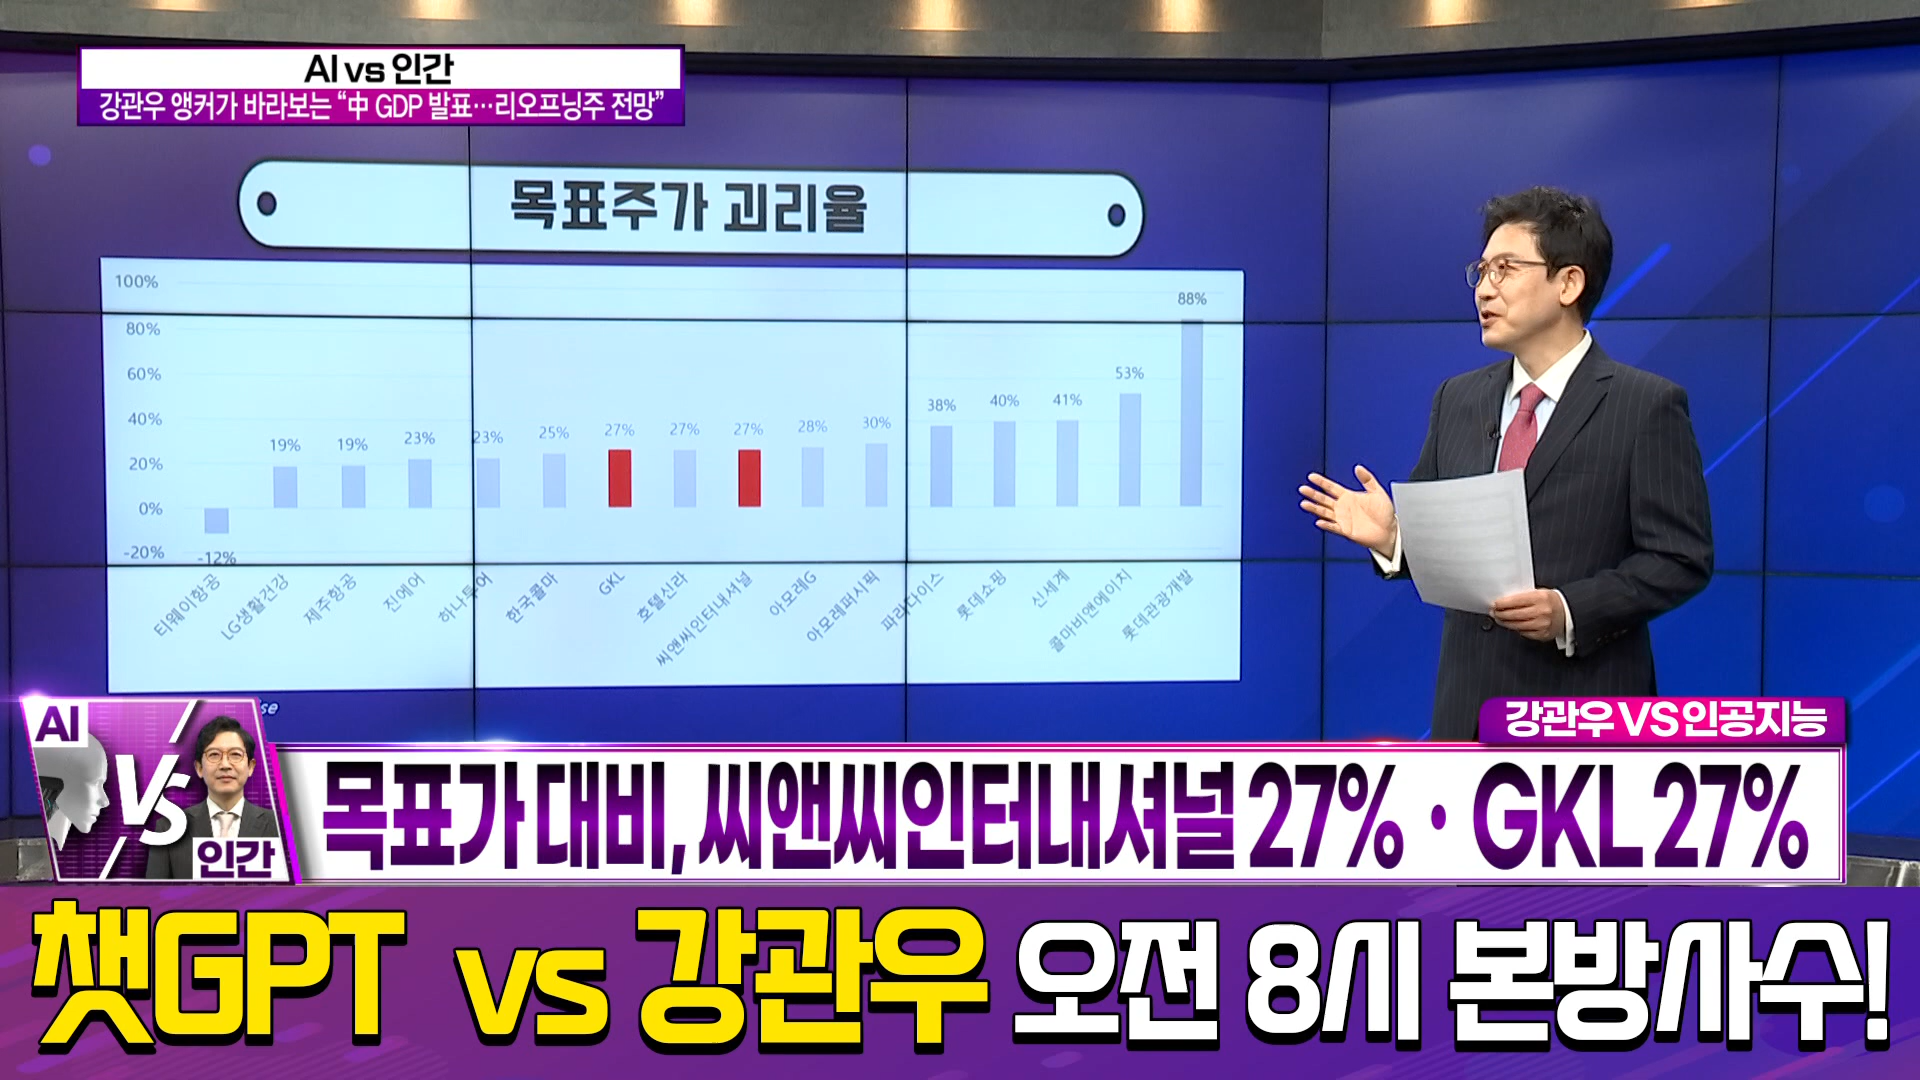 AI vs 인간
강관우 앵커가 바라보는 “中 GDP 발표…리오프닝주 전망”
목표주가 괴리율
100%
80%
60%
40%
20%
0%
-20%
-12%
19%
19%
23%
23%
25%
27%
27%
27%
28%
30%
38%
40%
41%
53%
88%
티웨이항공
LG생활건강
제주항공
진에어
하나투어
한국콜마
GKL
호텔신라
씨앤씨인터내셔널
아모레G
아모레퍼시픽
파라다이스
롯데쇼핑
신세계
콜마비앤에이치
롯데관광개발
se
AI
VS
인간
강관우 VS 인공지능
목표가 대비, 씨앤씨인터내셔널 27%·GKL 27%
챗GPT vs 강관우 오전 8시 본방사수!